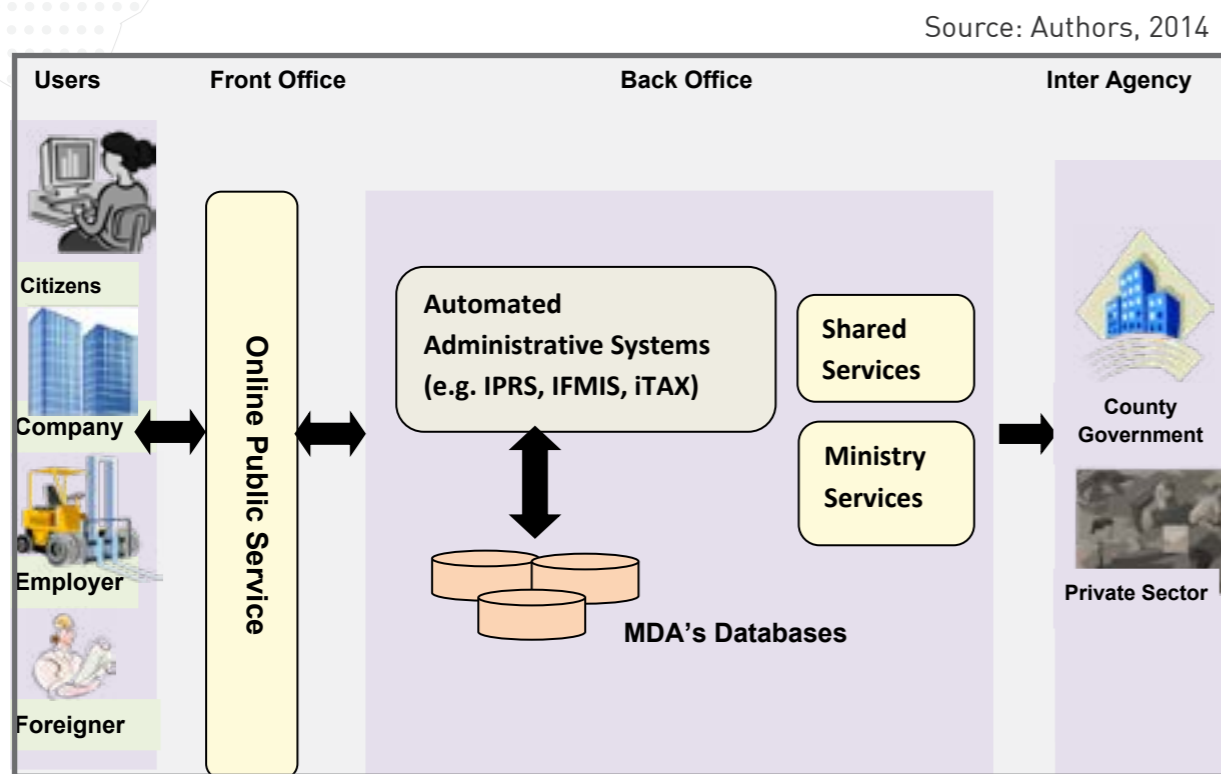 Source: Authors, 2014
Users
Front Office
Back Office
Inter Agency
Citizens
Company
Employer
Foreigner
Online Public Service
Automated
Administrative Systems
(e.g. IPRS, IFMIS, iTAX)
Shared
Services
Ministry
Services
MDA's Databases
County
Government
Private Sector